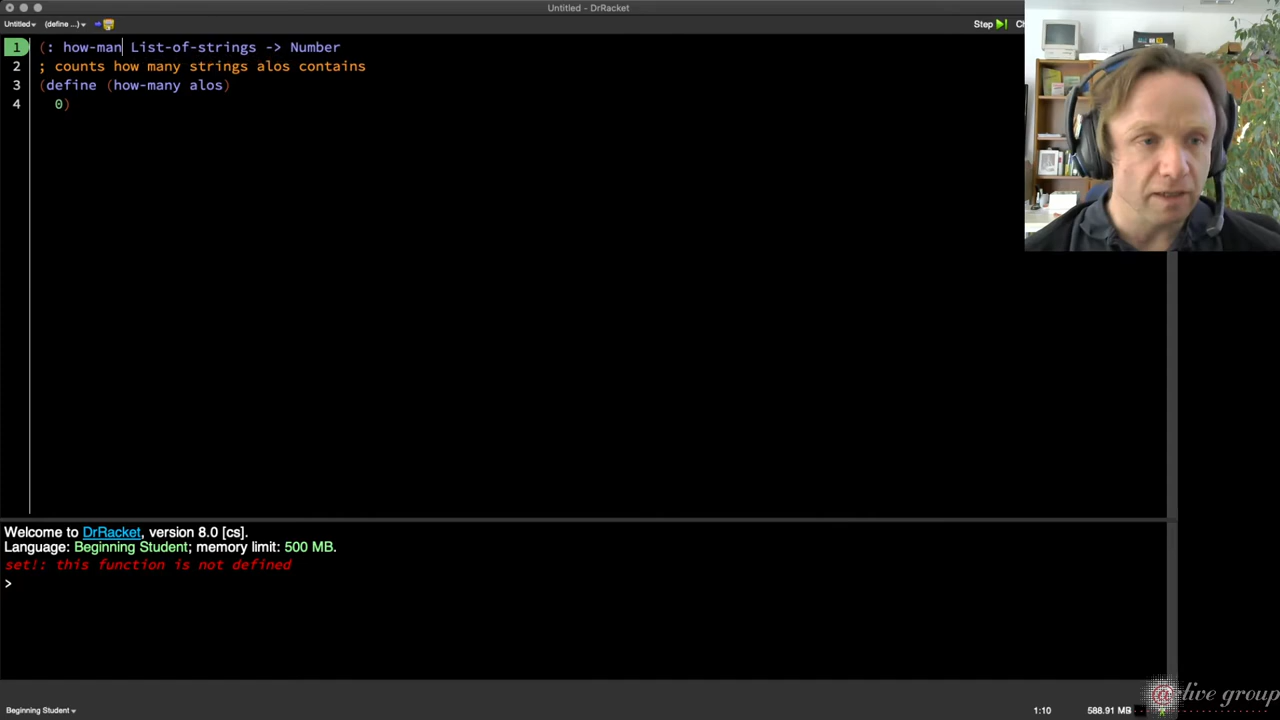 Untitled - DrRacket
Untitled (define ...) Step
1 (: how-man List-of-strings -> Number
2 ; counts how many strings alos contains
3 (define (how-many alos)
4 0)
Welcome to DrRacket, version 8.0 [cs].
Language: Beginning Student; memory limit: 500 MB.
set!: this function is not defined
>
Beginning Student 1:10 588.91 MB
live group